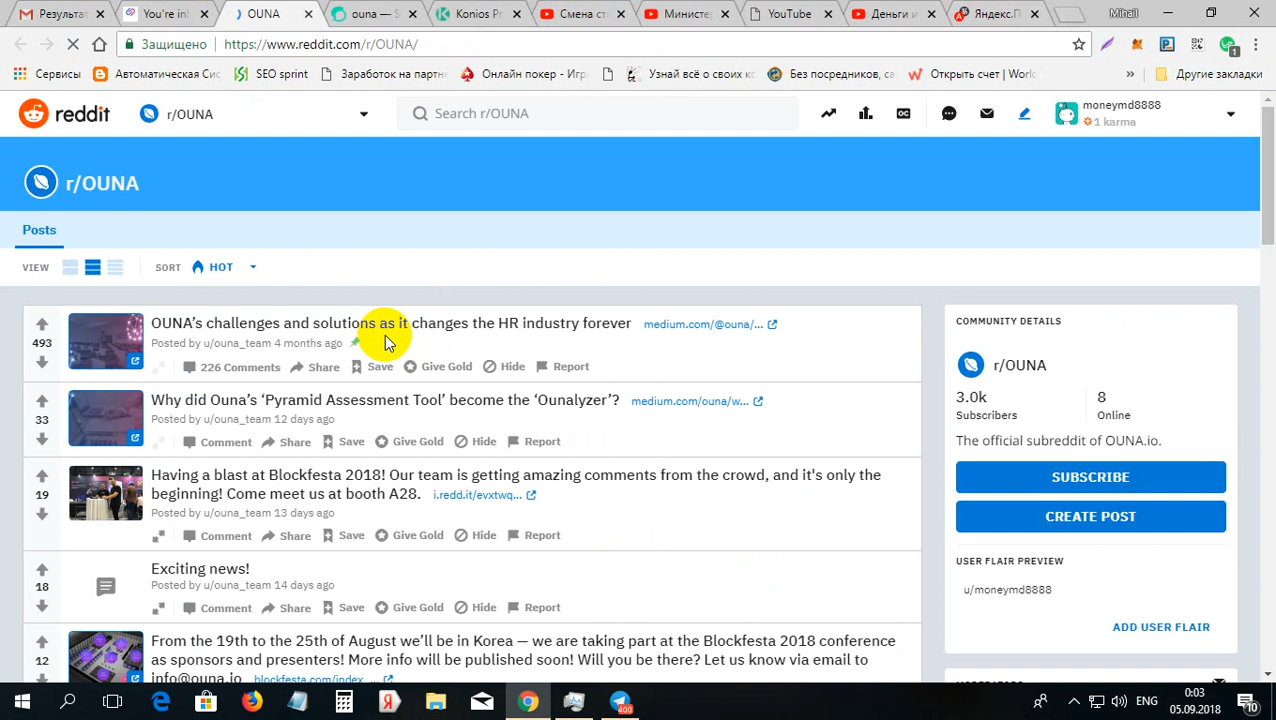 Результат
You're inl
OUNA
ouna — S
Konios Pr
Смена ст
Министе
YouTube
Деньги и
Яндекс.П
Mihail
Защищено
https://www.reddit.com/r/OUNA/
1
Сервисы
Автоматическая Сис
SEO sprint
Заработок на партн
Онлайн покер - Игр
Узнай всё о своих ко
Без посредников, са
Открыть счет | World
»
Другие закладки
reddit
r/OUNA
Search r/OUNA
moneymd8888
1 karma
r/OUNA
Posts
VIEW
SORT
HOT
493
OUNA's challenges and solutions as it changes the HR industry forever
medium.com/@ouna/...
Posted by u/ouna_team 4 months ago
226 Comments
Share
Save
Give Gold
Hide
Report
33
Why did Ouna's 'Pyramid Assessment Tool' become the 'Ounalyzer'?
medium.com/ouna/w...
Posted by u/ouna_team 12 days ago
Comment
Share
Save
Give Gold
Hide
Report
19
Having a blast at Blockfesta 2018! Our team is getting amazing comments from the crowd, and it's only the
beginning! Come meet us at booth A28.
i.redd.it/evxtwq...
Posted by u/ouna_team 13 days ago
Comment
Share
Save
Give Gold
Hide
Report
18
Exciting news!
Posted by u/ouna_team 14 days ago
Comment
Share
Save
Give Gold
Hide
Report
12
From the 19th to the 25th of August we'll be in Korea — we are taking part at the Blockfesta 2018 conference
as sponsors and presenters! More info will be published soon! Will you be there? Let us know via email to
info@ouna.io
blockfesta.com/index...
COMMUNITY DETAILS
r/OUNA
3.0k
Subscribers
8
Online
The official subreddit of OUNA.io.
SUBSCRIBE
CREATE POST
USER FLAIR PREVIEW
u/moneymd8888
ADD USER FLAIR
400
ENG
0:03
05.09.2018
10